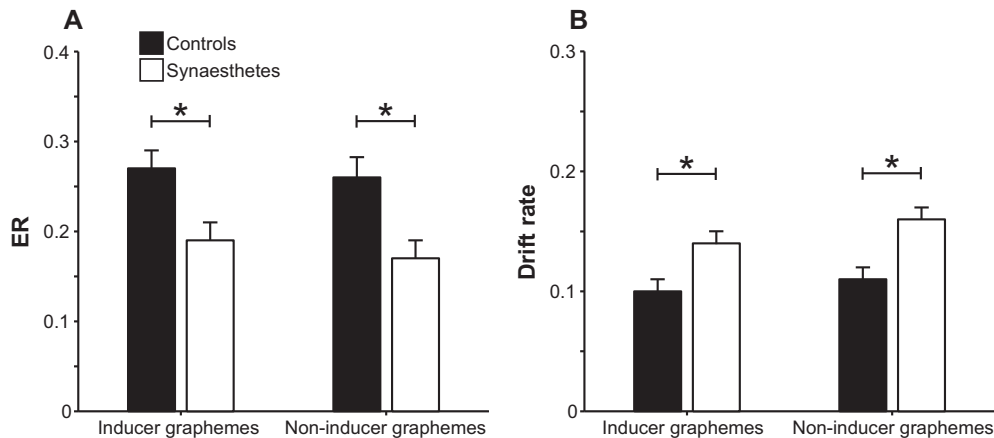 A
Controls
Synaesthetes
0.4
0.3
0.2
0.1
0
ER
* *
Inducer graphemes Non-inducer graphemes
B
0.3
0.2
0.1
0
Drift rate
* *
Inducer graphemes Non-inducer graphemes